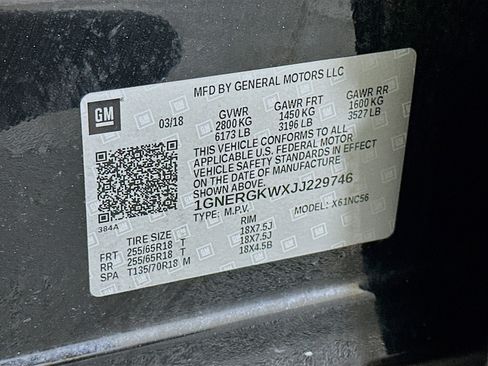 MFD BY GENERAL MOTORS LLC
GM
03/18
GVWR GAWR FRT GAWR RR
2800 KG 1450 KG 1600 KG
6173 LB 3196 LB 3527 LB
THIS VEHICLE CONFORMS TO ALL
APPLICABLE U.S. FEDERAL MOTOR
VEHICLE SAFETY STANDARDS IN EFFECT
ON THE DATE OF MANUFACTURE
SHOWN ABOVE.
1GNERGKWXJJ229746
TYPE: M.P.V. MODEL: X61NC56
384A
TIRE SIZE RIM
FRT 255/65R18 T 18X7.5J
RR 255/65R18 T 18X7.5J
SPA T135/70R18 M 18X4.5B